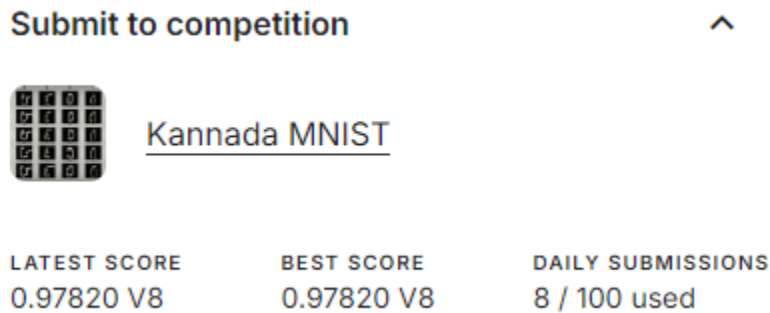 Submit to competition
Kannada MNIST
LATEST SCORE BEST SCORE DAILY SUBMISSIONS
0.97820 V8 0.97820 V8 8 / 100 used